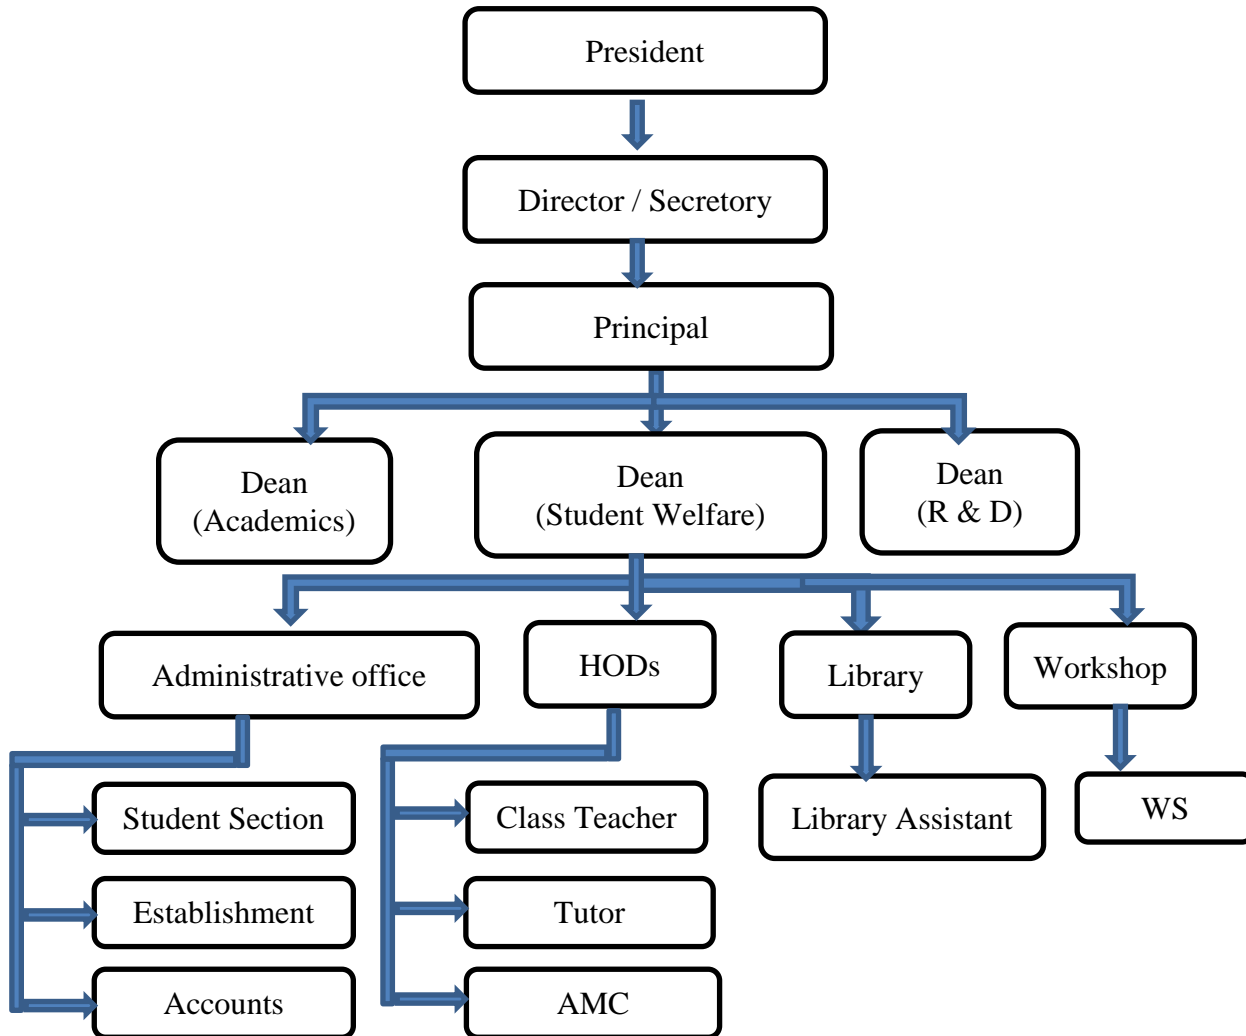 President
Director / Secretory
Principal
Dean
(Academics)
Dean
(Student Welfare)
Dean
(R & D)
Administrative office
HODs
Library
Workshop
Student Section
Class Teacher
Library Assistant
WS
Establishment
Tutor
Accounts
AMC